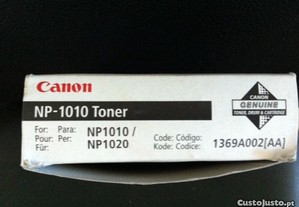 Canon
NP-1010 Toner
CANON
GENUINE
TONER, DRUM & CARTRIDGE
For: Para:
Pour: Per:
Für:
NP1010 /
NP1020
Code: Código:
Kode: Codice:
1369A002[AA]
© CustoJusto.pt